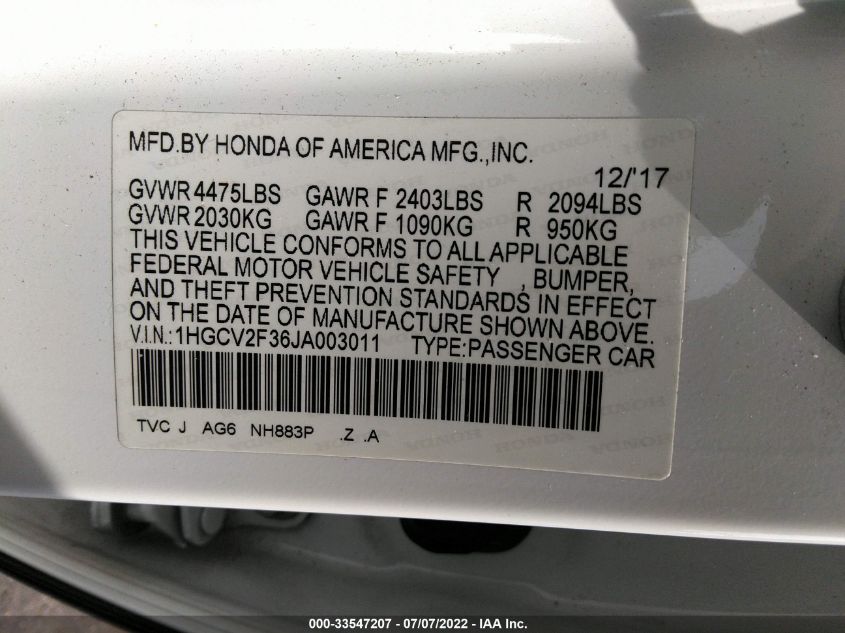 MFD.BY HONDA OF AMERICA MFG.,INC.
12/'17
GVWR 4475LBS GAWR F 2403LBS R 2094LBS
GVWR 2030KG GAWR F 1090KG R 950KG
THIS VEHICLE CONFORMS TO ALL APPLICABLE
FEDERAL MOTOR VEHICLE SAFETY , BUMPER,
AND THEFT PREVENTION STANDARDS IN EFFECT
ON THE DATE OF MANUFACTURE SHOWN ABOVE.
V.I.N.:1HGCV2F36JA003011 TYPE:PASSENGER CAR
TVC J AG6 NH883P .Z .A
000-33547207 - 07/07/2022 - IAA Inc.